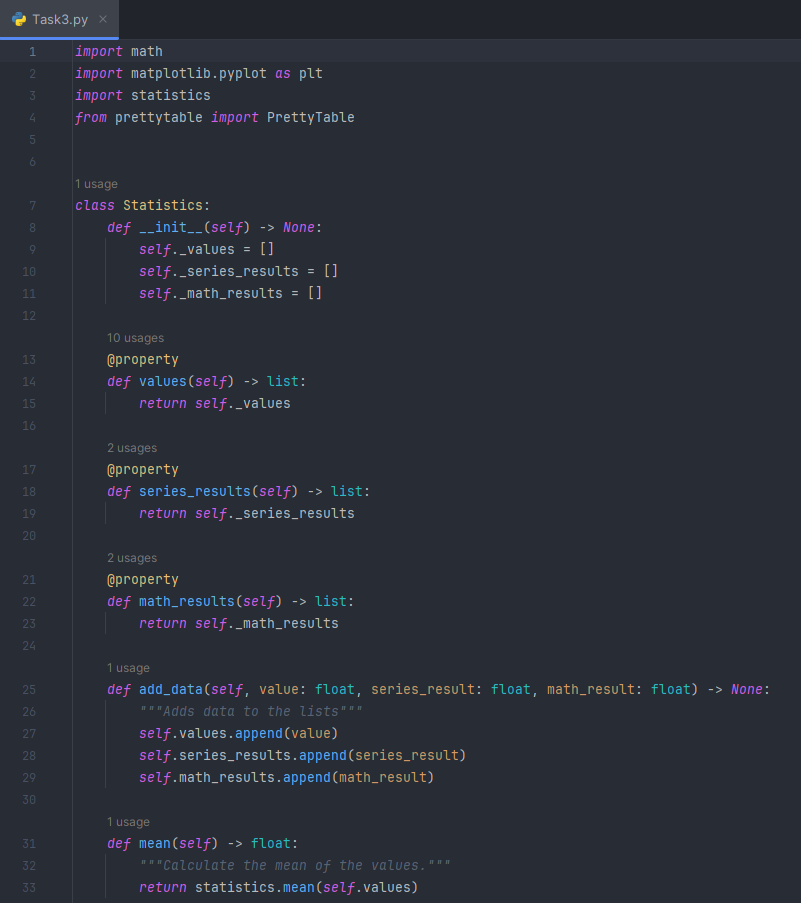 Task3.py ×
1 import math
2 import matplotlib.pyplot as plt
3 import statistics
4 from prettytable import PrettyTable
5
6
1 usage
7 class Statistics:
8     def __init__(self) -> None:
9         self._values = []
10         self._series_results = []
11         self._math_results = []
12
10 usages
13     @property
14     def values(self) -> list:
15         return self._values
16
2 usages
17     @property
18     def series_results(self) -> list:
19         return self._series_results
20
2 usages
21     @property
22     def math_results(self) -> list:
23         return self._math_results
24
1 usage
25     def add_data(self, value: float, series_result: float, math_result: float) -> None:
26         """Adds data to the lists"""
27         self.values.append(value)
28         self.series_results.append(series_result)
29         self.math_results.append(math_result)
30
1 usage
31     def mean(self) -> float:
32         """Calculate the mean of the values."""
33         return statistics.mean(self.values)